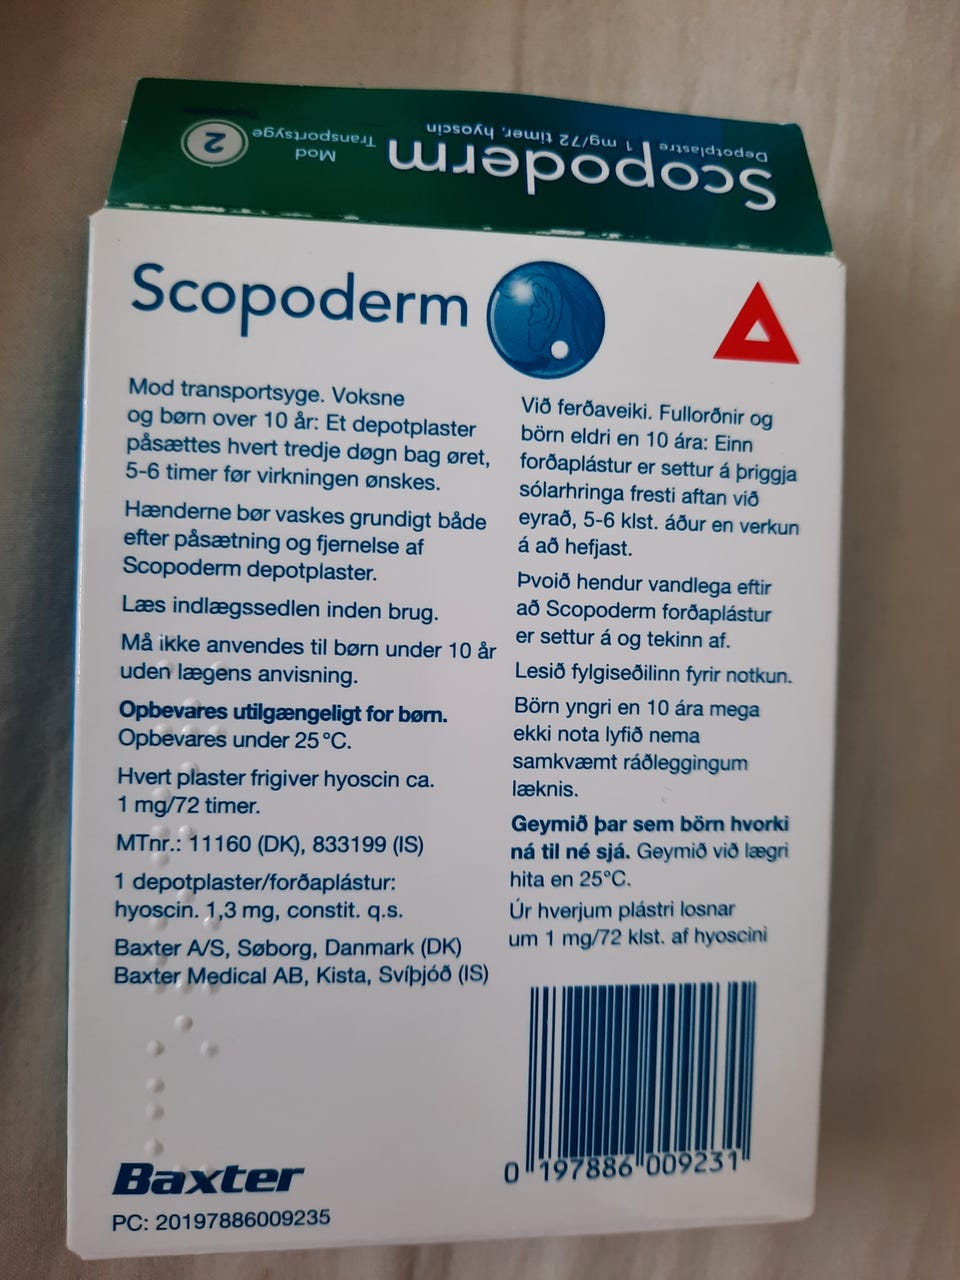 Scopoderm
Depotplastre 1 mg/72 timer, hyoscin
Mod
Transportsyge
2
Scopoderm
Mod transportsyge. Voksne
og børn over 10 år: Et depotplaster
påsættes hvert tredje døgn bag øret,
5-6 timer før virkningen ønskes.
Hænderne bør vaskes grundigt både
efter påsætning og fjernelse af
Scopoderm depotplaster.
Læs indlægssedlen inden brug.
Må ikke anvendes til børn under 10 år
uden lægens anvisning.
Opbevares utilgængeligt for børn.
Opbevares under 25 °C.
Hvert plaster frigiver hyoscin ca.
1 mg/72 timer.
MTnr.: 11160 (DK), 833199 (IS)
1 depotplaster/forðaplástur:
hyoscin. 1,3 mg, constit. q.s.
Baxter A/S, Søborg, Danmark (DK)
Baxter Medical AB, Kista, Svíþjóð (IS)
Við ferðaveiki. Fullorðnir og
börn eldri en 10 ára: Einn
forðaplástur er settur á þriggja
sólarhringa fresti aftan við
eyrað, 5-6 klst. áður en verkun
á að hefjast.
Þvoið hendur vandlega eftir
að Scopoderm forðaplástur
er settur á og tekinn af.
Lesið fylgiseðilinn fyrir notkun.
Börn yngri en 10 ára mega
ekki nota lyfið nema
samkvæmt ráðleggingum
læknis.
Geymið þar sem börn hvorki
ná til né sjá. Geymið við lægri
hita en 25°C.
Úr hverjum plástri losnar
um 1 mg/72 klst. af hyoscini
0 197886 009231
Baxter
PC: 20197886009235